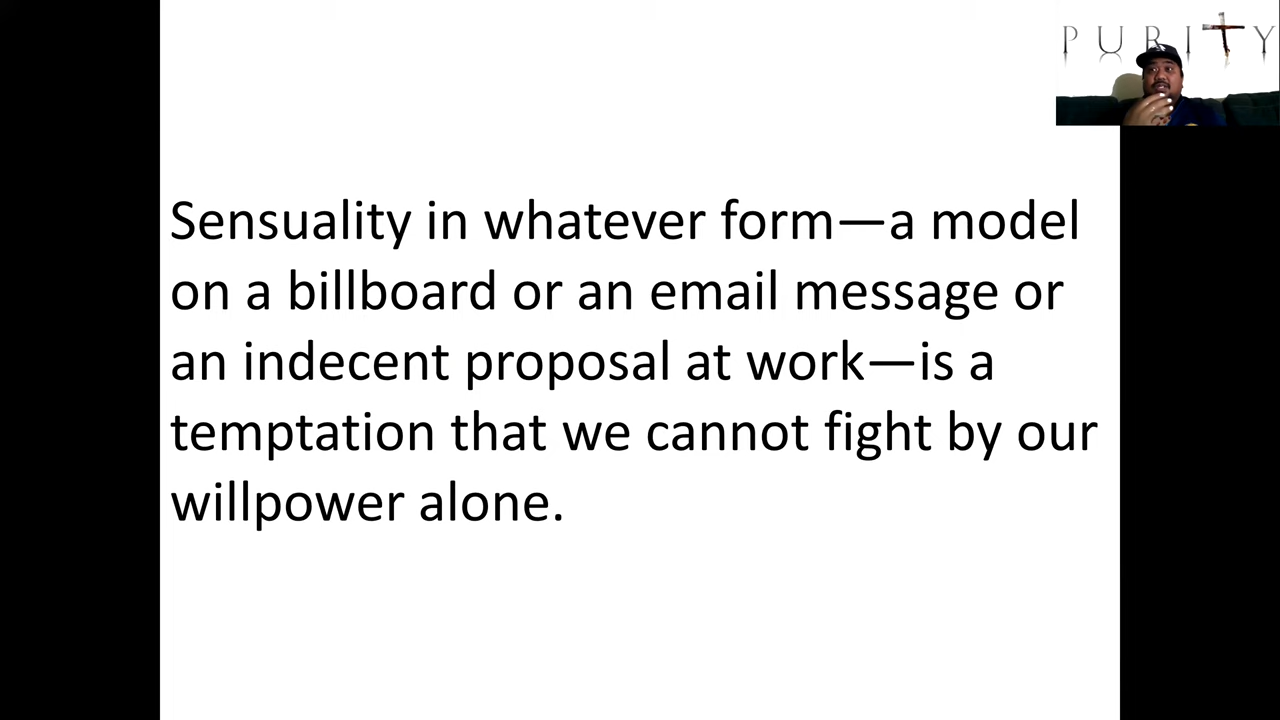 PURITY
Sensuality in whatever form—a model
on a billboard or an email message or
an indecent proposal at work—is a
temptation that we cannot fight by our
willpower alone.